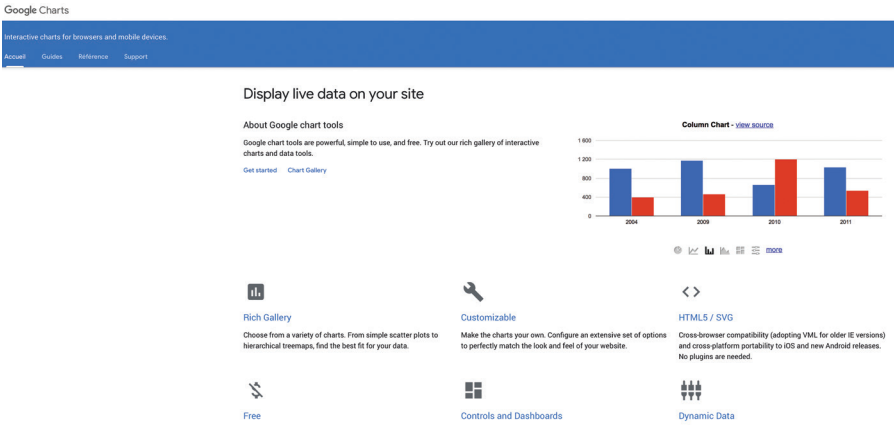 Google Charts
Interactive charts for browsers and mobile devices.
Accueil Guides Référence Support
Display live data on your site
About Google chart tools
Google chart tools are powerful, simple to use, and free. Try out our rich gallery of interactive
charts and data tools.
Get started Chart Gallery
Column Chart - view source
1 600
1 200
800
400
0
2004 2009 2010 2011
more
Rich Gallery
Choose from a variety of charts. From simple scatter plots to
hierarchical treemaps, find the best fit for your data.
Customizable
Make the charts your own. Configure an extensive set of options
to perfectly match the look and feel of your website.
HTML5 / SVG
Cross-browser compatibility (adopting VML for older IE versions)
and cross-platform portability to iOS and new Android releases.
No plugins are needed.
Free
Controls and Dashboards
Dynamic Data